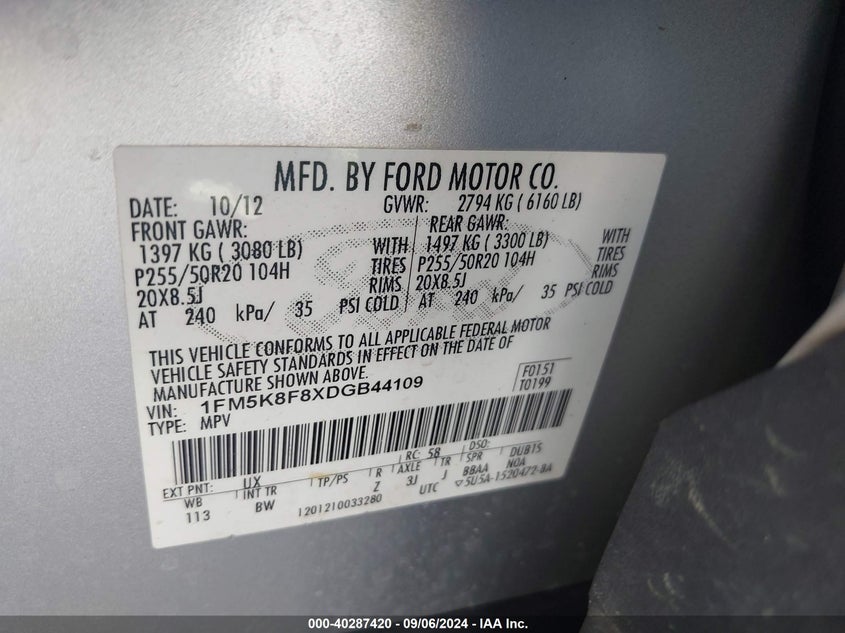 MFD. BY FORD MOTOR CO.
DATE: 10/12 GVWR: 2794 KG ( 6160 LB)
FRONT GAWR: REAR GAWR:
1397 KG ( 3080 LB) WITH 1497 KG ( 3300 LB) WITH
P255/50R20 104H TIRES P255/50R20 104H TIRES
20X8.5J RIMS 20X8.5J RIMS
AT 240 kPa/ 35 PSI COLD AT 240 kPa/ 35 PSI COLD
THIS VEHICLE CONFORMS TO ALL APPLICABLE FEDERAL MOTOR
VEHICLE SAFETY STANDARDS IN EFFECT ON THE DATE OF
MANUFACTURE SHOWN ABOVE.
F0151
T0199
VIN: 1FM5K8F8XDGB44109
TYPE: MPV
EXT PNT: UX RC: 58 DSO:
WB INT TR TP/PS R AXLE TR SPR DUB15
113 BW Z 3J J BBAA NOA
1201210033280 UTC ▽5U5A-1520472-BA
000-40287420 - 09/06/2024 - IAA Inc.